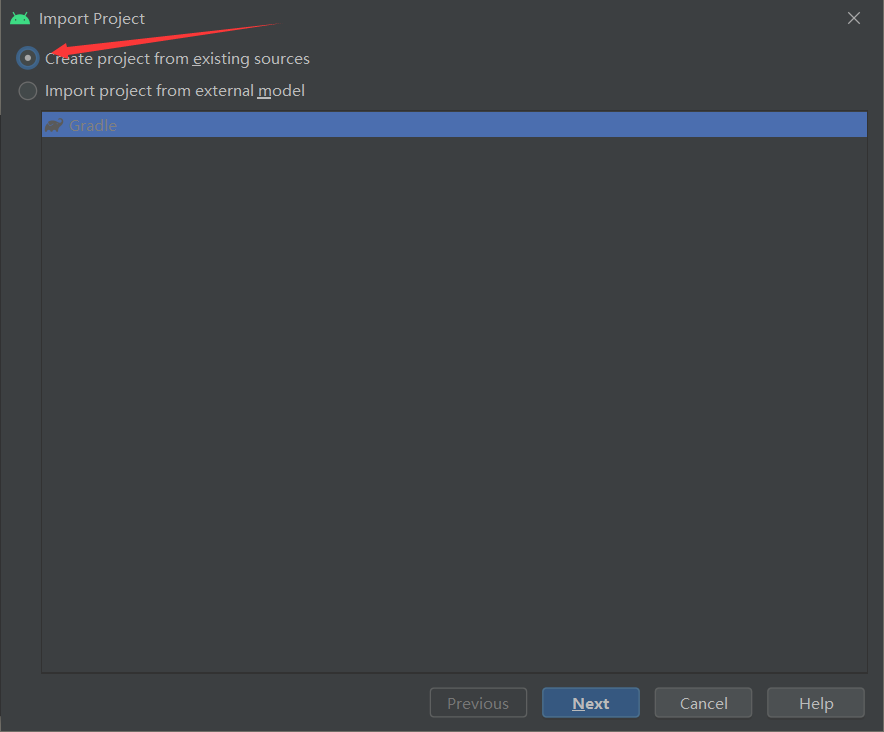 Import Project
Create project from existing sources
Import project from external model
Gradle
Previous Next Cancel Help